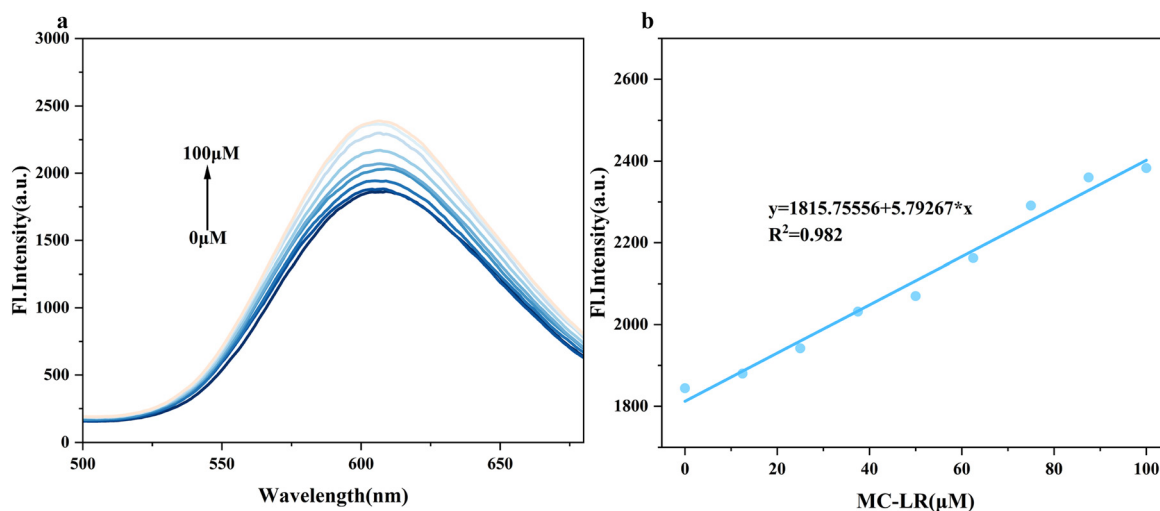 a
3000
2500
2000
1500
1000
500
0
100μM
0μM
500
550
600
650
Wavelength(nm)
Fl.Intensity(a.u.)
b
2600
2400
2200
2000
1800
y=1815.75556+5.79267*x
R²=0.982
0
20
40
60
80
100
MC-LR(μM)
Fl.Intensity(a.u.)